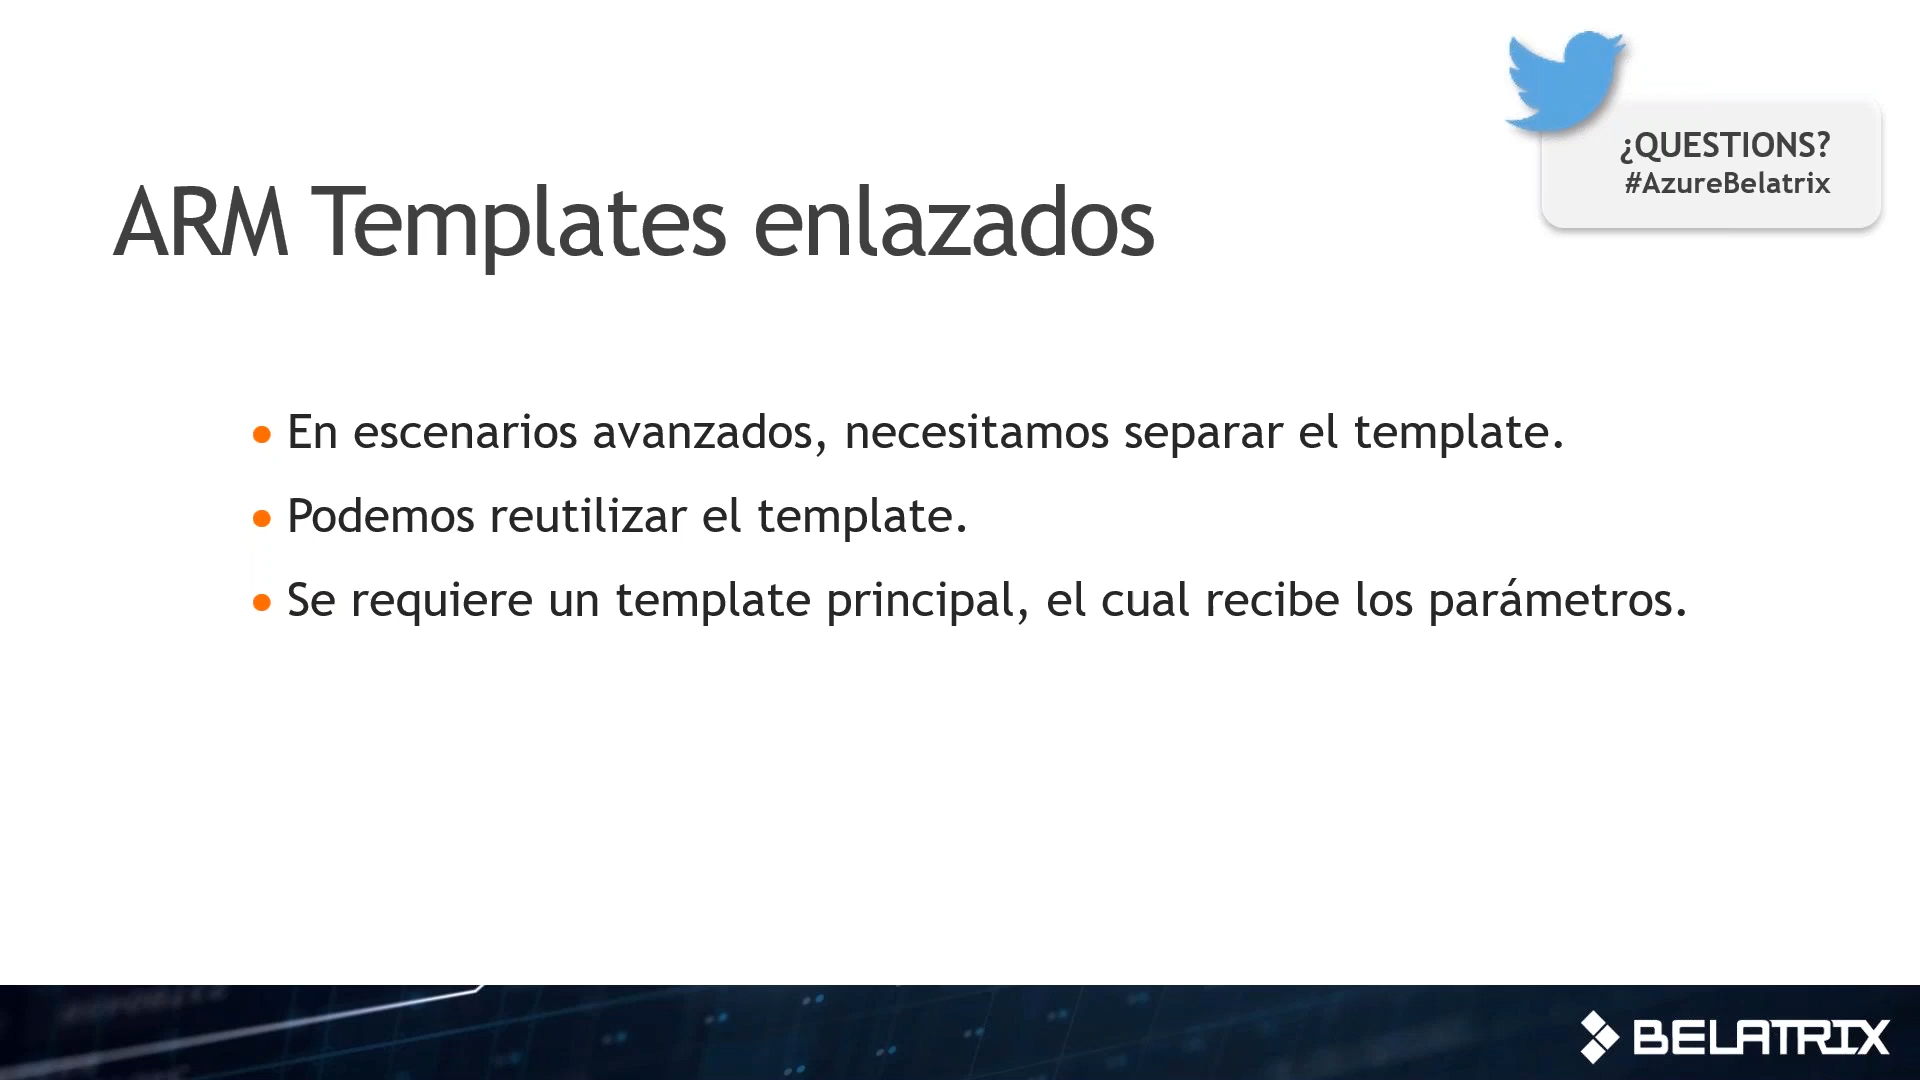 ¿QUESTIONS?
#AzureBelatrix
ARM Templates enlazados
• En escenarios avanzados, necesitamos separar el template.
• Podemos reutilizar el template.
• Se requiere un template principal, el cual recibe los parámetros.
BELATRIX